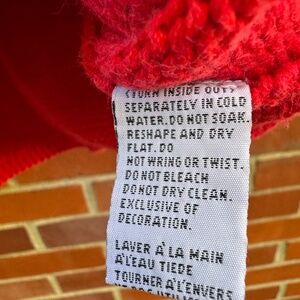 <TURN INSIDE OUT>
SEPARATELY IN COLD
WATER. DO NOT SOAK.
RESHAPE AND DRY
FLAT. DO
NOT WRING OR TWIST.
DO NOT BLEACH
DO NOT DRY CLEAN.
EXCLUSIVE OF
DECORATION.
LAVER À LA MAIN
A L'EAU TIEDE
TOURNER A L'ENVERS